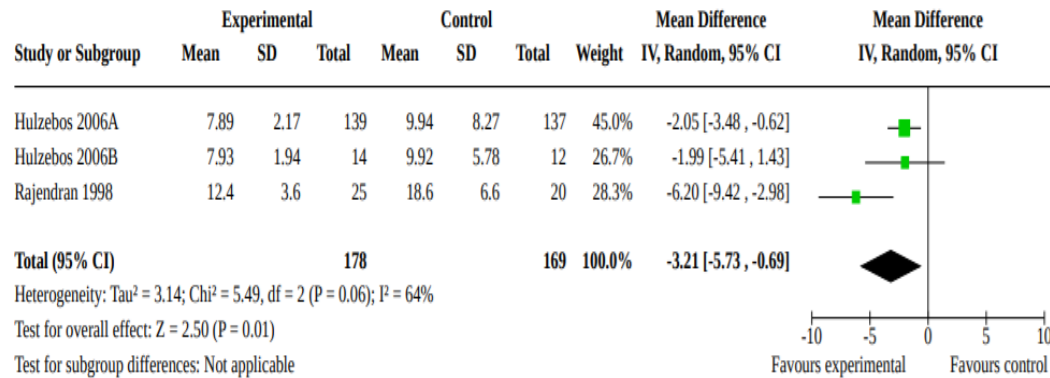 Experimental Control Mean Difference Mean Difference
Study or Subgroup Mean SD Total Mean SD Total Weight IV, Random, 95% CI IV, Random, 95% CI
Hulzebos 2006A 7.89 2.17 139 9.94 8.27 137 45.0% -2.05 [-3.48 , -0.62]
Hulzebos 2006B 7.93 1.94 14 9.92 5.78 12 26.7% -1.99 [-5.41 , 1.43]
Rajendran 1998 12.4 3.6 25 18.6 6.6 20 28.3% -6.20 [-9.42 , -2.98]
Total (95% CI) 178 169 100.0% -3.21 [-5.73 , -0.69]
Heterogeneity: Tau² = 3.14; Chi² = 5.49, df = 2 (P = 0.06); I² = 64%
Test for overall effect: Z = 2.50 (P = 0.01)
-10 -5 0 5 10
Test for subgroup differences: Not applicable Favours experimental Favours control